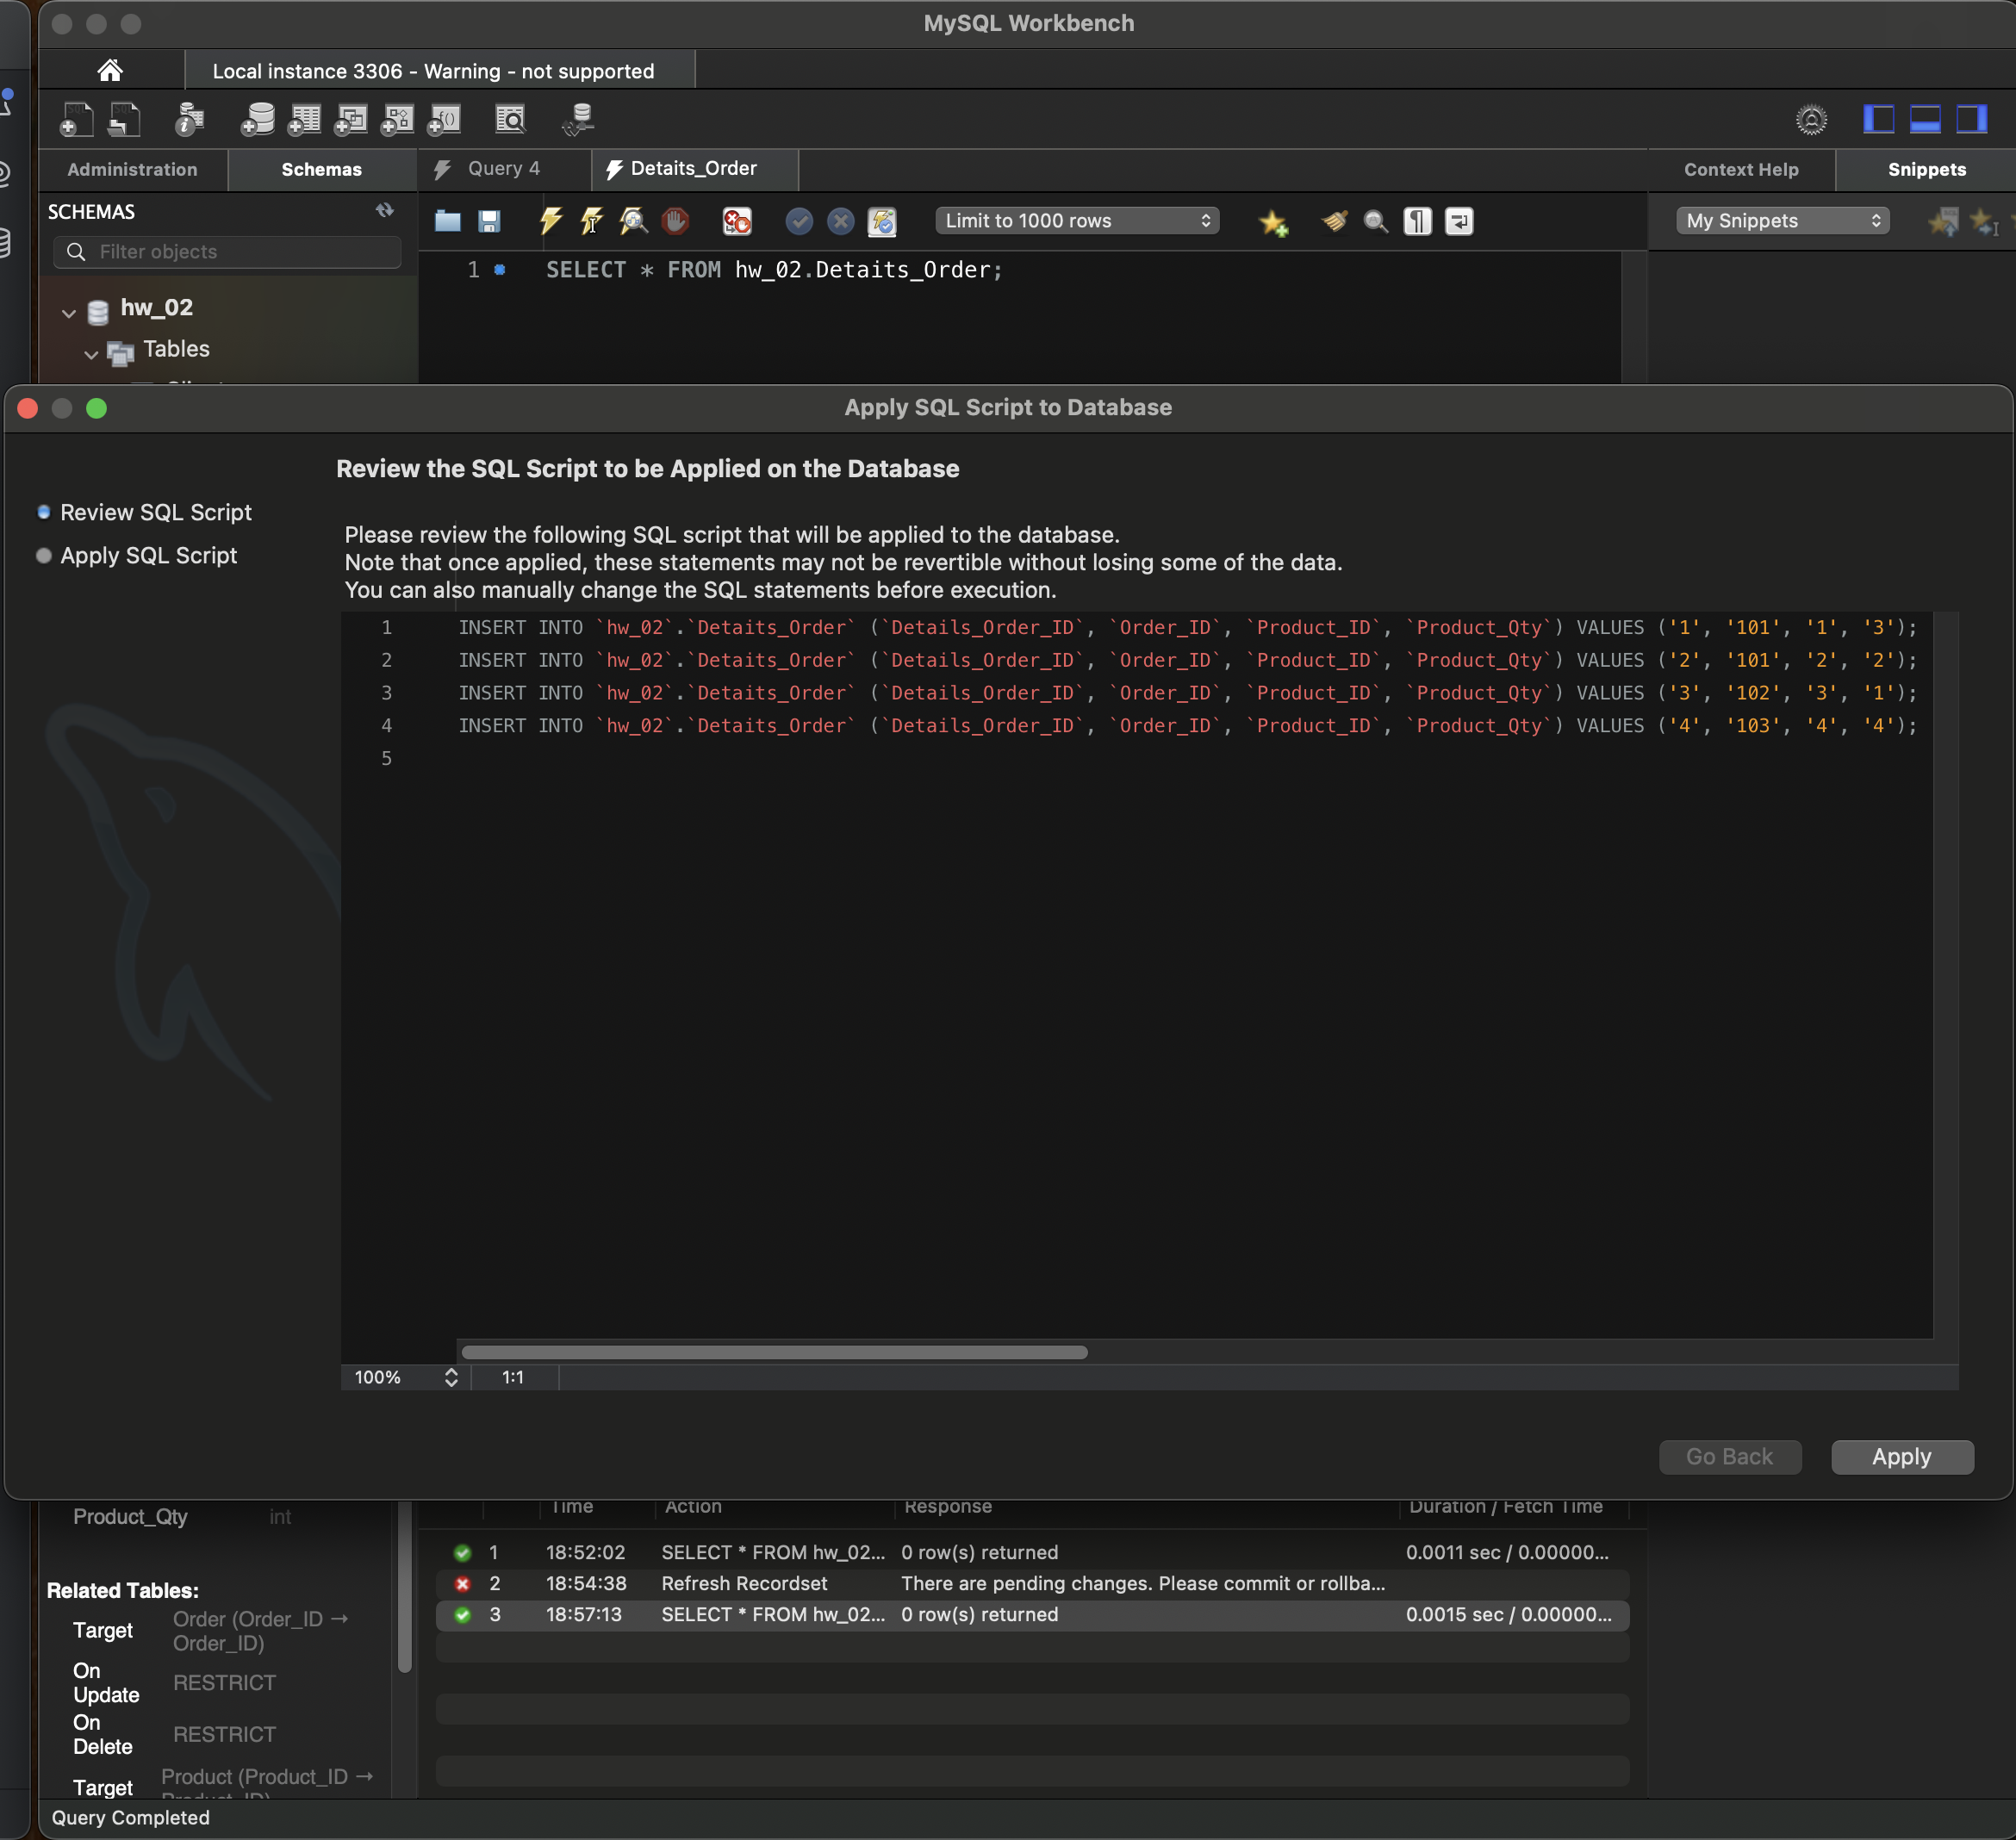 MySQL Workbench
Local instance 3306 - Warning - not supported
Administration
Schemas
Query 4
Detaits_Order
Context Help
Snippets
SCHEMAS
Filter objects
Limit to 1000 rows
My Snippets
1 SELECT * FROM hw_02.Detaits_Order;
hw_02
Tables
Apply SQL Script to Database
Review the SQL Script to be Applied on the Database
Review SQL Script
Apply SQL Script
Please review the following SQL script that will be applied to the database.
Note that once applied, these statements may not be revertible without losing some of the data.
You can also manually change the SQL statements before execution.
1 INSERT INTO `hw_02`.`Detaits_Order` (`Details_Order_ID`, `Order_ID`, `Product_ID`, `Product_Qty`) VALUES ('1', '101', '1', '3');
2 INSERT INTO `hw_02`.`Detaits_Order` (`Details_Order_ID`, `Order_ID`, `Product_ID`, `Product_Qty`) VALUES ('2', '101', '2', '2');
3 INSERT INTO `hw_02`.`Detaits_Order` (`Details_Order_ID`, `Order_ID`, `Product_ID`, `Product_Qty`) VALUES ('3', '102', '3', '1');
4 INSERT INTO `hw_02`.`Detaits_Order` (`Details_Order_ID`, `Order_ID`, `Product_ID`, `Product_Qty`) VALUES ('4', '103', '4', '4');
5
100% 1:1
Go Back
Apply
Product_Qty int
Related Tables:
Target Order (Order_ID → Order_ID)
On Update RESTRICT
On Delete RESTRICT
Target Product (Product_ID →
Time Action Response Duration / Fetch Time
1 18:52:02 SELECT * FROM hw_02... 0 row(s) returned 0.0011 sec / 0.00000...
2 18:54:38 Refresh Recordset There are pending changes. Please commit or rollba...
3 18:57:13 SELECT * FROM hw_02... 0 row(s) returned 0.0015 sec / 0.00000...
Query Completed